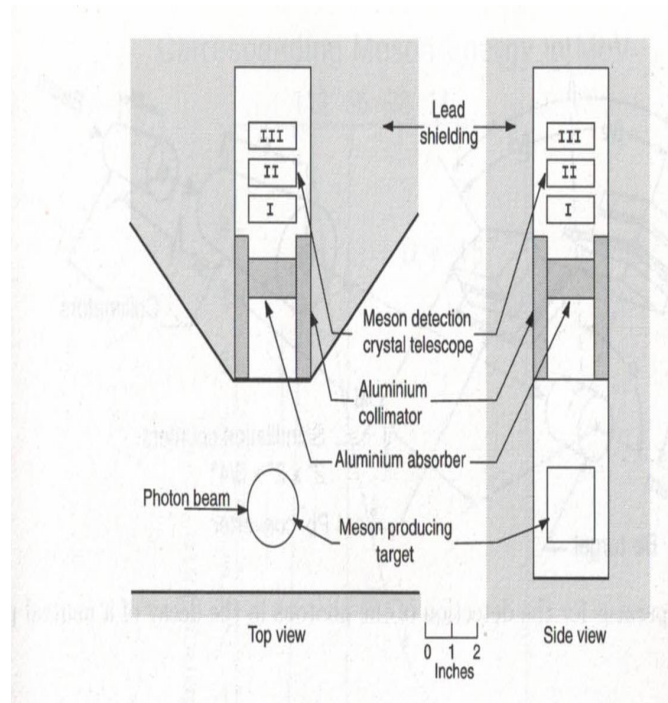 III
II
I
Lead
shielding
III
II
I
Meson detection
crystal telescope
Aluminium
collimator
Aluminium absorber
Photon beam
Meson producing
target
Top view
0 1 2
Inches
Side view